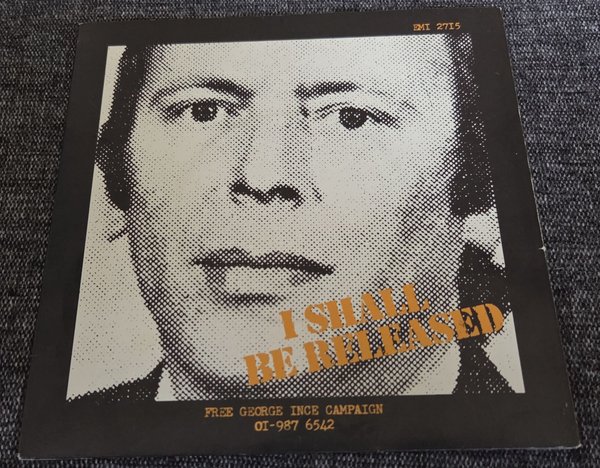 EMI 2715
I SHALL
BE RELEASED
FREE GEORGE INCE CAMPAIGN
01-987 6542